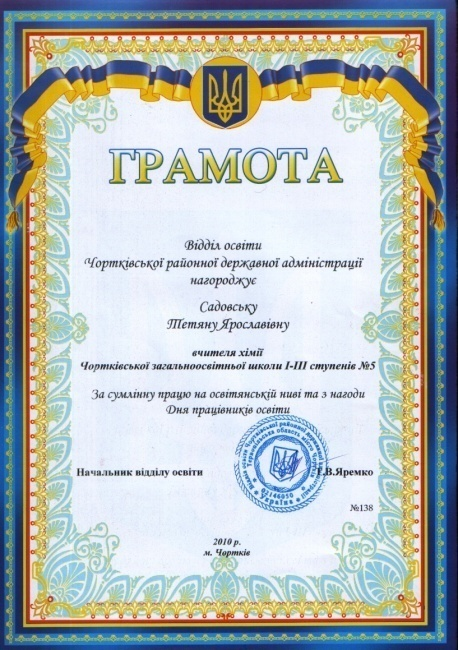 ГРАМОТА
Відділ освіти
Чортківської районної державної адміністрації
нагороджує
Садовську
Тетяну Ярославівну
вчителя хімії
Чортківської загальноосвітньої школи І-ІІІ ступенів №5
За сумлінну працю на освітянській ниві та з нагоди
Дня працівників освіти
Начальник відділу освіти
Г.В.Яремко
Україна
№138
2010 р.
м. Чортків